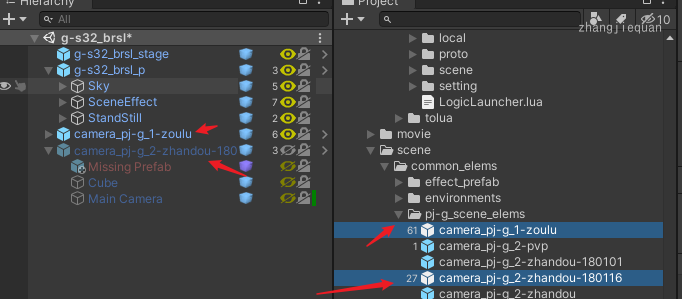 Hierarchy
Project
+ All
10
zhangjiequan
g-s32_brsl*
g-s32_brsl_stage
g-s32_brsl_p 3
Sky 5
SceneEffect 7
StandStill 2
camera_pj-g_1-zoulu 6
camera_pj-g_2-zhandou-180 3
Missing Prefab
Cube
Main Camera
local
proto
scene
setting
LogicLauncher.lua
tolua
movie
scene
common_elems
effect_prefab
environments
pj-g_scene_elems
61 camera_pj-g_1-zoulu
1 camera_pj-g_2-pvp
camera_pj-g_2-zhandou-180101
27 camera_pj-g_2-zhandou-180116
camera_pj-g_2-zhandou